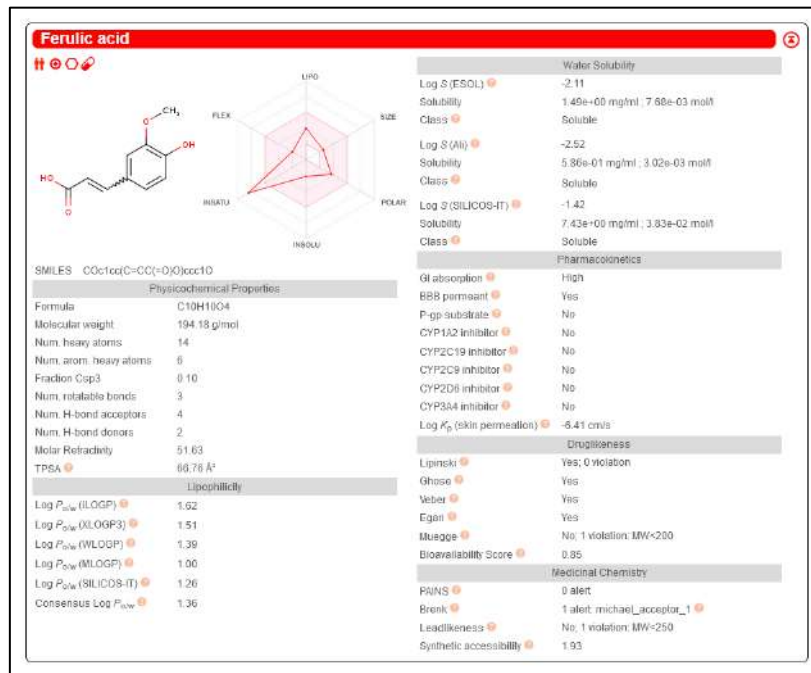 Ferulic acid
LIPO
FLEX
SIZE
CH₃
O
OH
HO
O
INSATU
POLAR
INSOLU
SMILES COc1cc(C=CC(=O)O)ccc1O
Physicochemical Properties
Formula C10H10O4
Molecular weight 194.18 g/mol
Num. heavy atoms 14
Num. arom. heavy atoms 6
Fraction Csp3 0.10
Num. rotatable bonds 3
Num. H-bond acceptors 4
Num. H-bond donors 2
Molar Refractivity 51.63
TPSA 66.76 Å²
Lipophilicity
Log Po/w (iLOGP) 1.62
Log Po/w (XLOGP3) 1.51
Log Po/w (WLOGP) 1.39
Log Po/w (MLOGP) 1.00
Log Po/w (SILICOS-IT) 1.26
Consensus Log Po/w 1.36
Water Solubility
Log S (ESOL) -2.11
Solubility 1.49e+00 mg/ml ; 7.68e-03 mol/l
Class Soluble
Log S (Ali) -2.52
Solubility 5.86e-01 mg/ml ; 3.02e-03 mol/l
Class Soluble
Log S (SILICOS-IT) -1.42
Solubility 7.43e+00 mg/ml ; 3.83e-02 mol/l
Class Soluble
Pharmacokinetics
GI absorption High
BBB permeant Yes
P-gp substrate No
CYP1A2 inhibitor No
CYP2C19 inhibitor No
CYP2C9 inhibitor No
CYP2D6 inhibitor No
CYP3A4 inhibitor No
Log Kp (skin permeation) -6.41 cm/s
Druglikeness
Lipinski Yes; 0 violation
Ghose Yes
Veber Yes
Egan Yes
Muegge No; 1 violation: MW<200
Bioavailability Score 0.85
Medicinal Chemistry
PAINS 0 alert
Brenk 1 alert: michael_acceptor_1
Leadlikeness No; 1 violation: MW<250
Synthetic accessibility 1.93